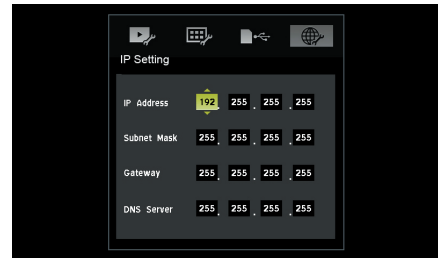 IP Setting
IP Address 192. 255. 255. 255
Subnet Mask 255. 255. 255. 255
Gateway 255. 255. 255. 255
DNS Server 255. 255. 255. 255